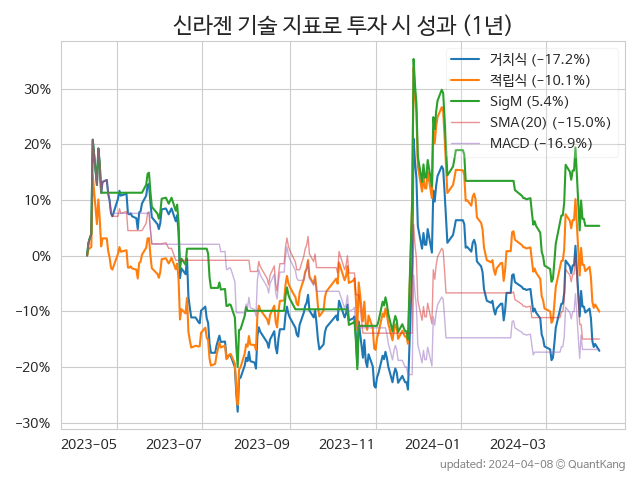 신라젠 기술 지표로 투자 시 성과 (1년)
거치식 (−17.2%)
적립식 (−10.1%)
SigM (5.4%)
SMA(20) (−15.0%)
MACD (−16.9%)
30%
20%
10%
0%
−10%
−20%
−30%
2023-05 2023-07 2023-09 2023-11 2024-01 2024-03
updated: 2024-04-08 © QuantKang